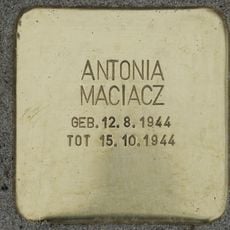 ANTONIA
MACIACZ
GEB. 12. 8. 1944
TOT 15. 10. 1944